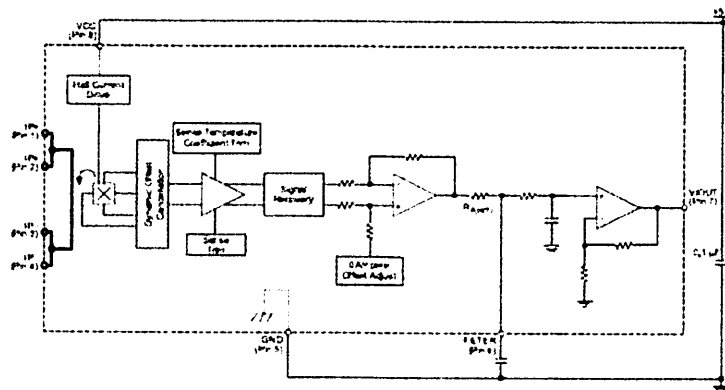 +5
VCC
(Pin 8)
Hall Current
Drive
IP+
(Pin 1)
IP+
(Pin 2)
IP-
(Pin 3)
IP-
(Pin 4)
Dynamic Offset
Cancellation
Sense Temperature
Coefficient Trim
Sense
Trim
Signal
Recovery
0 Ampere
Offset Adjust
VIOUT
(Pin 7)
0.1 µF
GND
(Pin 5)
FILTER
(Pin 6)